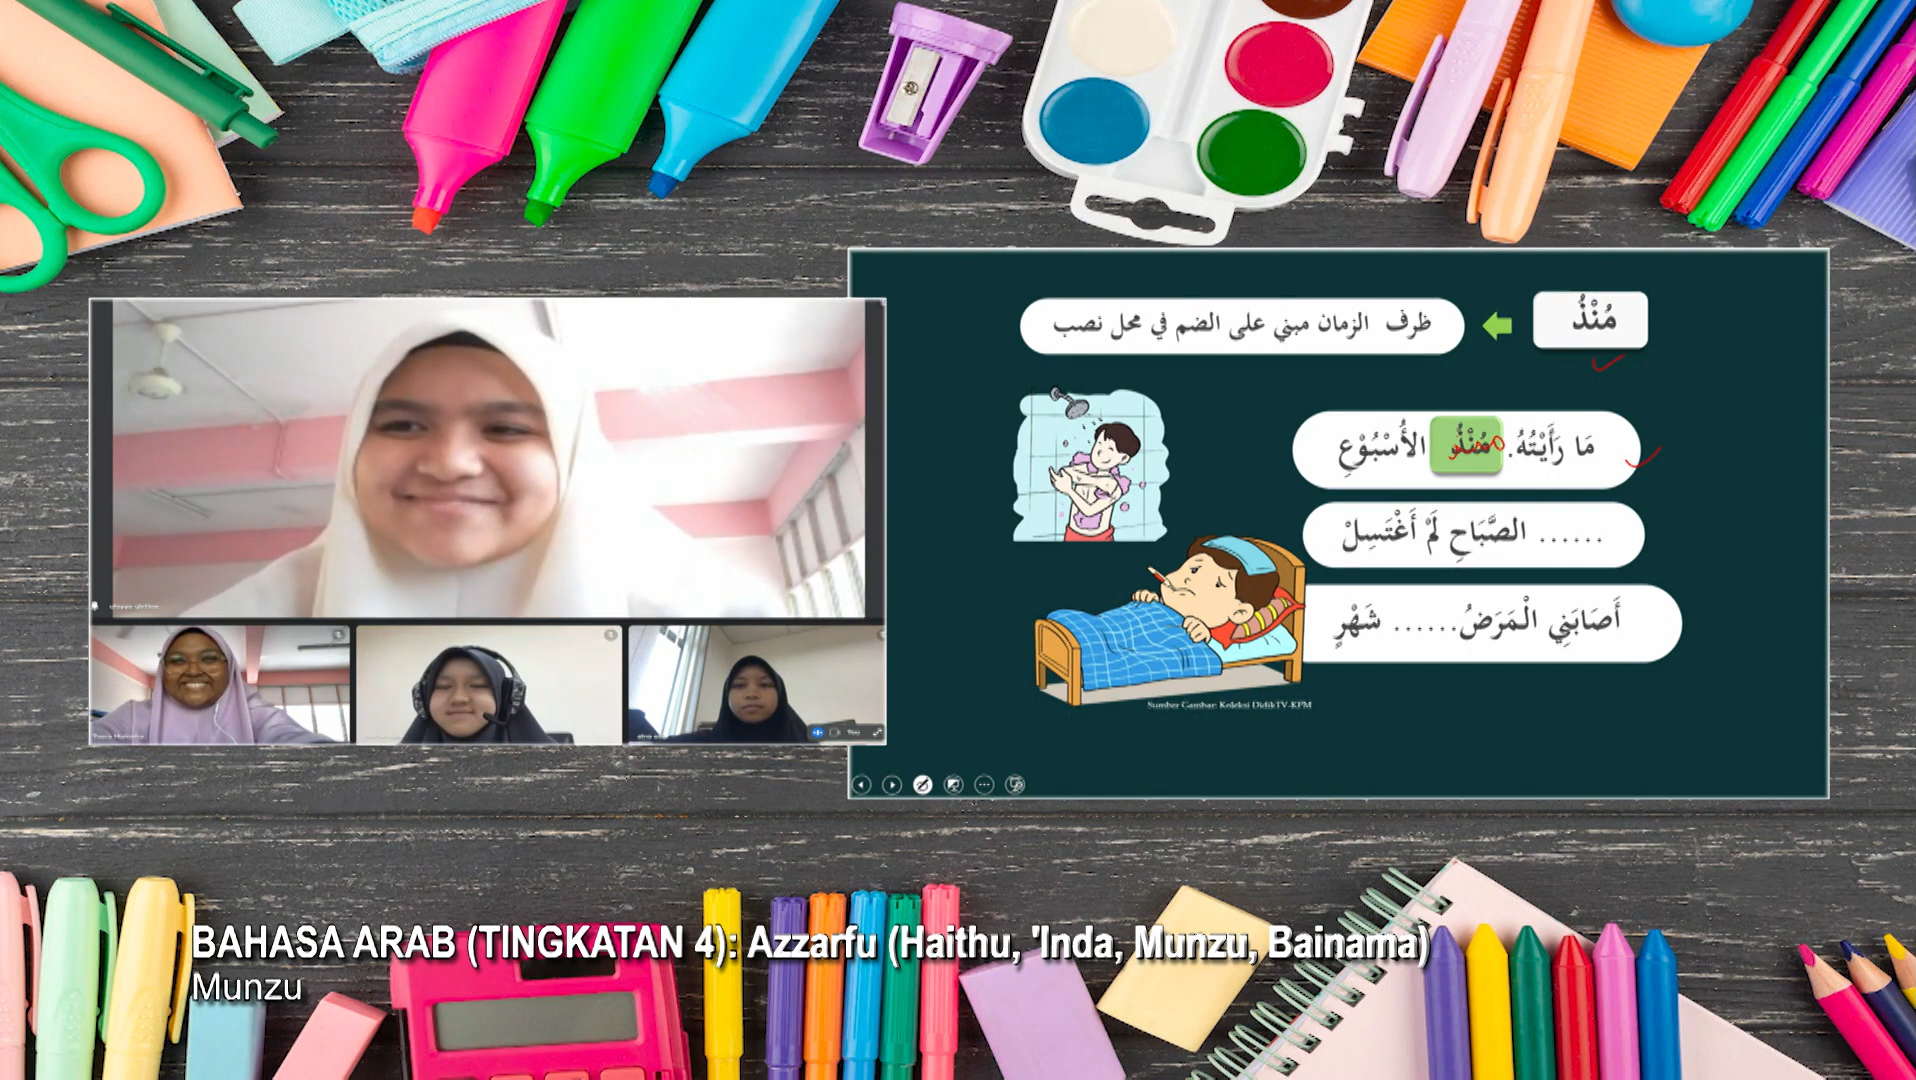 مُنْذُ
ظرف الزمان مبني على الضم في محل نصب
مَا رَأَيْتُهُ. مُنْذُ الأُسْبُوْعِ
...... الصَّبَاحِ لَمْ أَغْتَسِلْ
أَصَابَنِي الْمَرَضُ...... شَهْرٍ
Sumber Gambar: Koleksi DidikTV-KPM
You
BAHASA ARAB (TINGKATAN 4): Azzarfu (Haithu, 'Inda, Munzu, Bainama)
Munzu